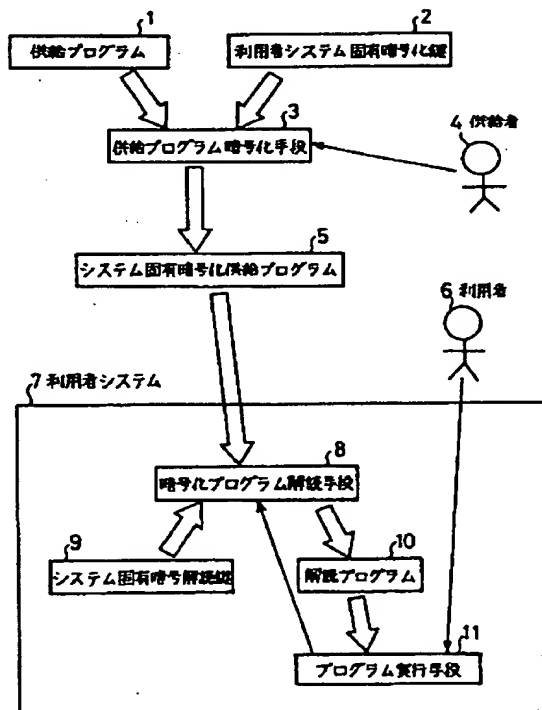 1
供給プログラム
2
利用者システム固有暗号化鍵
3
供給プログラム暗号化手段
4 供給者
5
システム固有暗号化供給プログラム
6 利用者
7 利用者システム
8
暗号化プログラム解読手段
9
システム固有暗号解読鍵
10
解読プログラム
11
プログラム実行手段